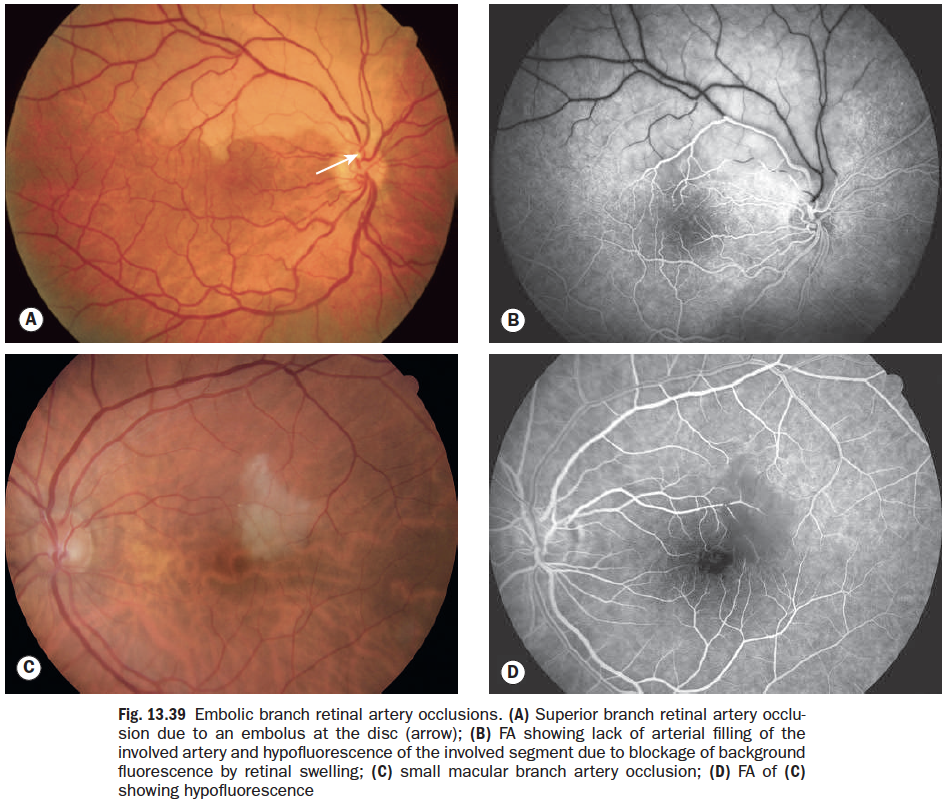 A
B
C
D
Fig. 13.39 Embolic branch retinal artery occlusions. (A) Superior branch retinal artery occlu-
sion due to an embolus at the disc (arrow); (B) FA showing lack of arterial filling of the
involved artery and hypofluorescence of the involved segment due to blockage of background
fluorescence by retinal swelling; (C) small macular branch artery occlusion; (D) FA of (C)
showing hypofluorescence